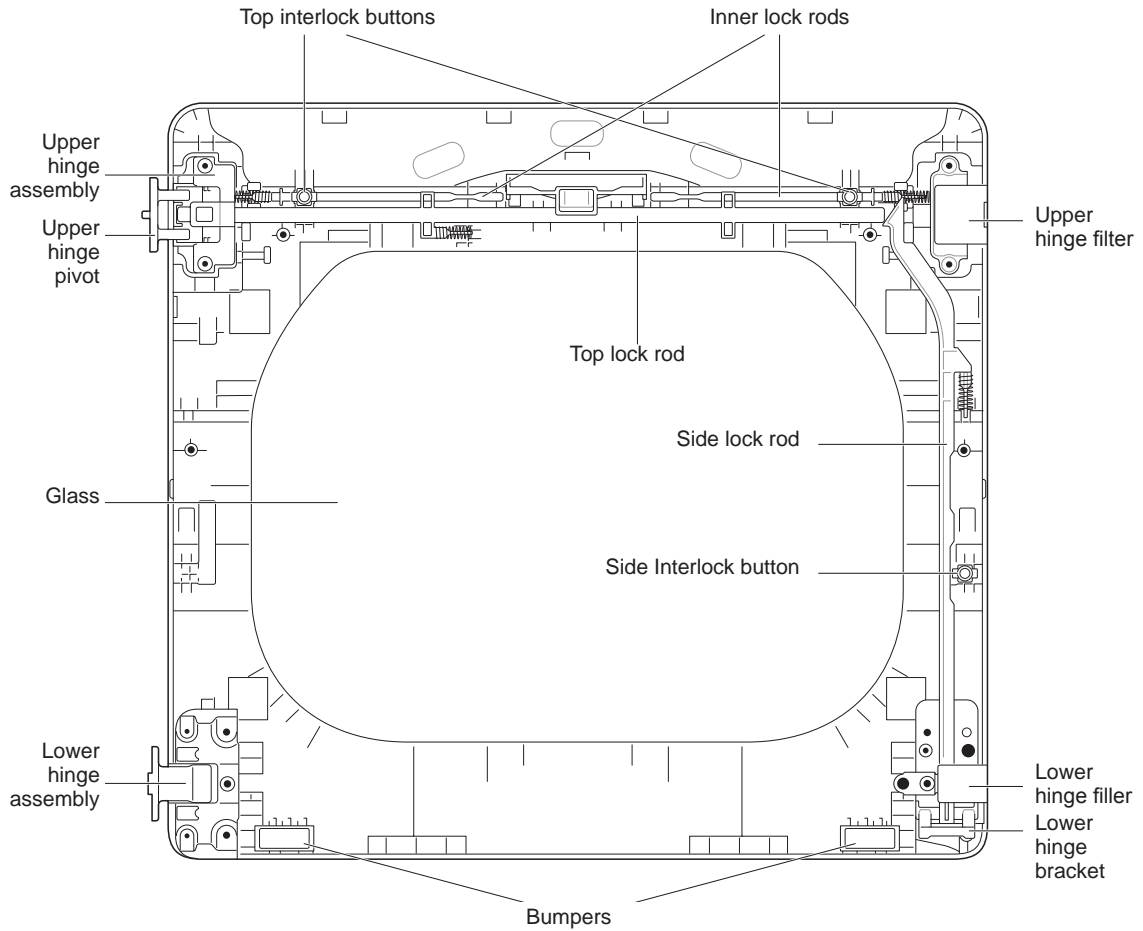 Top interlock buttons
Inner lock rods
Upper
hinge
assembly
Upper
hinge
pivot
Upper
hinge filter
Top lock rod
Side lock rod
Glass
Side Interlock button
Lower
hinge
assembly
Lower
hinge filler
Lower
hinge
bracket
Bumpers